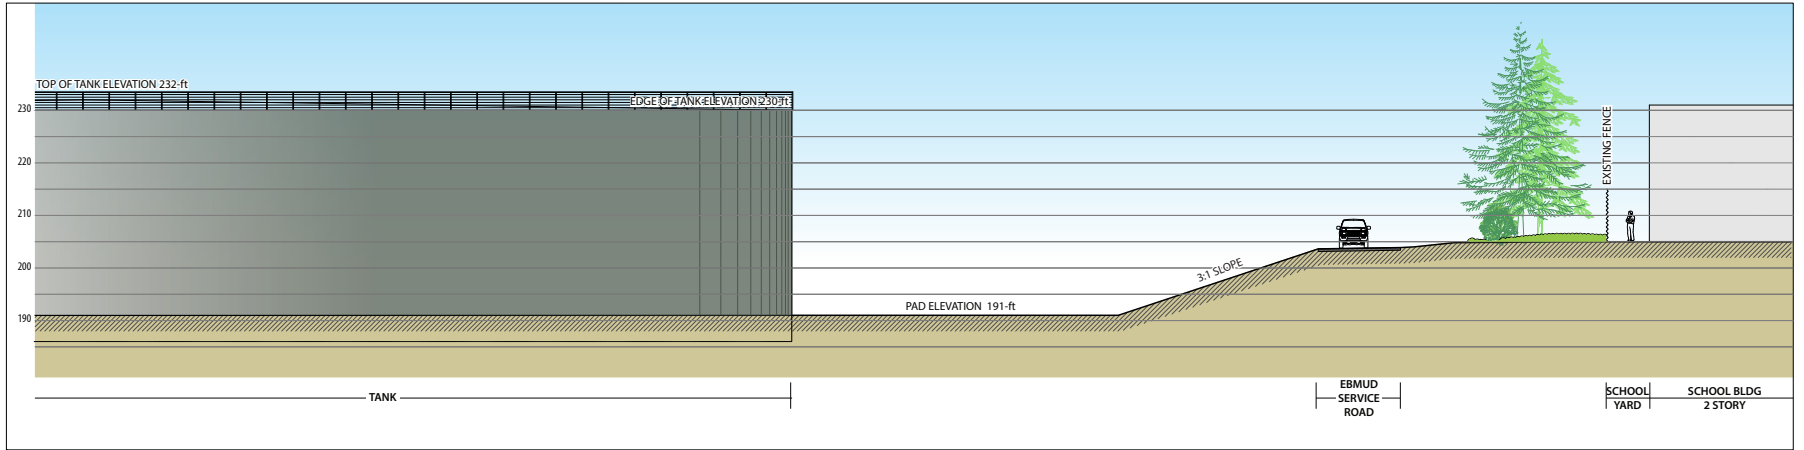 TOP OF TANK ELEVATION 232-ft
EDGE OF TANK ELEVATION 230-ft
230
220
210
200
190
EXISTING FENCE
3:1 SLOPE
PAD ELEVATION 191-ft
TANK
EBMUD
SERVICE
ROAD
SCHOOL
YARD
SCHOOL BLDG
2 STORY